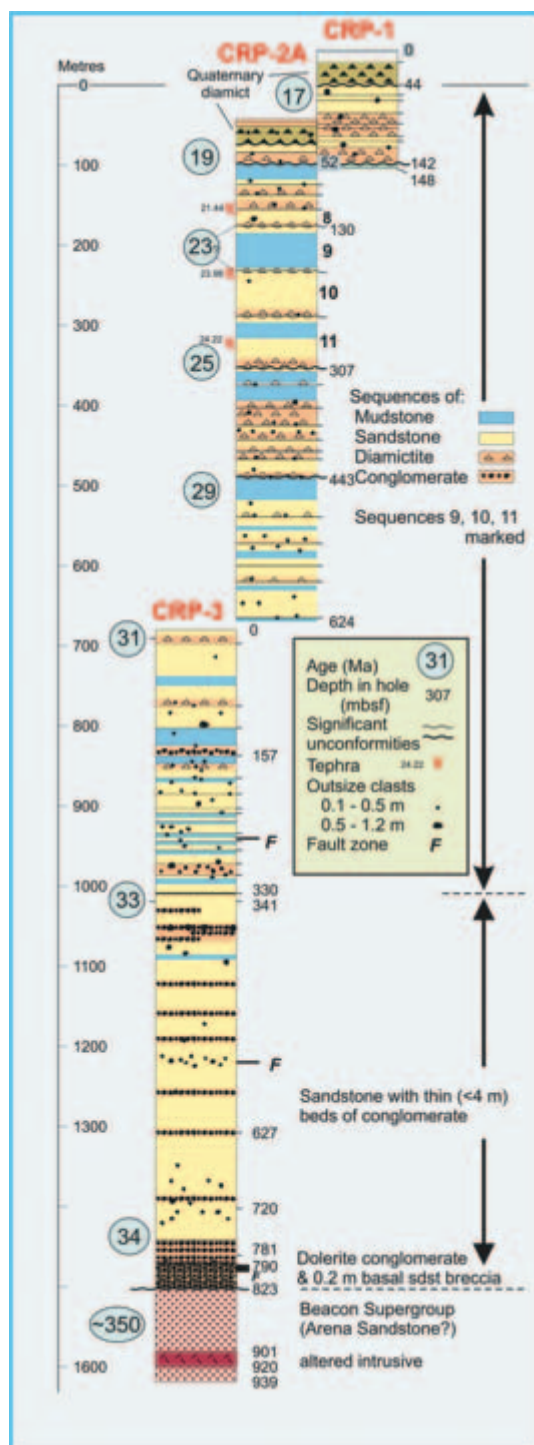 CRP-1
CRP-2A
Metres
0
Quaternary
diamict
0
17
44
100
19
52
142
148
21.44
8
130
200
23
9
23.98
10
300
24.22
11
25
307
Sequences of:
Mudstone
Sandstone
Diamictite
Conglomerate
400
443
500
29
Sequences 9, 10, 11
marked
600
624
CRP-3
0
31
700
Age (Ma)
31
Depth in hole
(mbsf)
307
Significant
unconformities
Tephra
24.22
Outsize clasts
0.1 - 0.5 m
0.5 - 1.2 m
Fault zone F
800
157
900
F
1000
330
33
341
1100
1200
F
Sandstone with thin (<4 m)
beds of conglomerate
1300
627
720
34
781
790
Dolerite conglomerate
& 0.2 m basal sdst breccia
823
Beacon Supergroup
(Arena Sandstone?)
~350
901
altered intrusive
920
1600
939